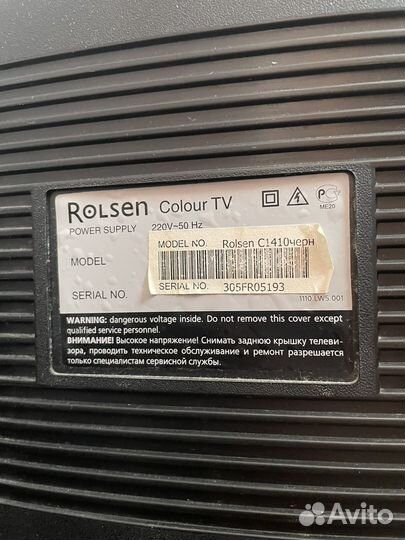 ROLSEN Colour TV
POWER SUPPLY 220V~50 Hz
ME20
MODEL NO. Rolsen C1410черн
MODEL
SERIAL NO. SERIAL NO. 305FR05193
1110.LW5.001
WARNING: dangerous voltage inside. Do not remove this cover except
qualified service personnel.
ВНИМАНИЕ! Высокое напряжение! Снимать заднюю крышку телеви-
зора, проводить техническое обслуживание и ремонт разрешается
только специалистам сервисной службы.
Avito